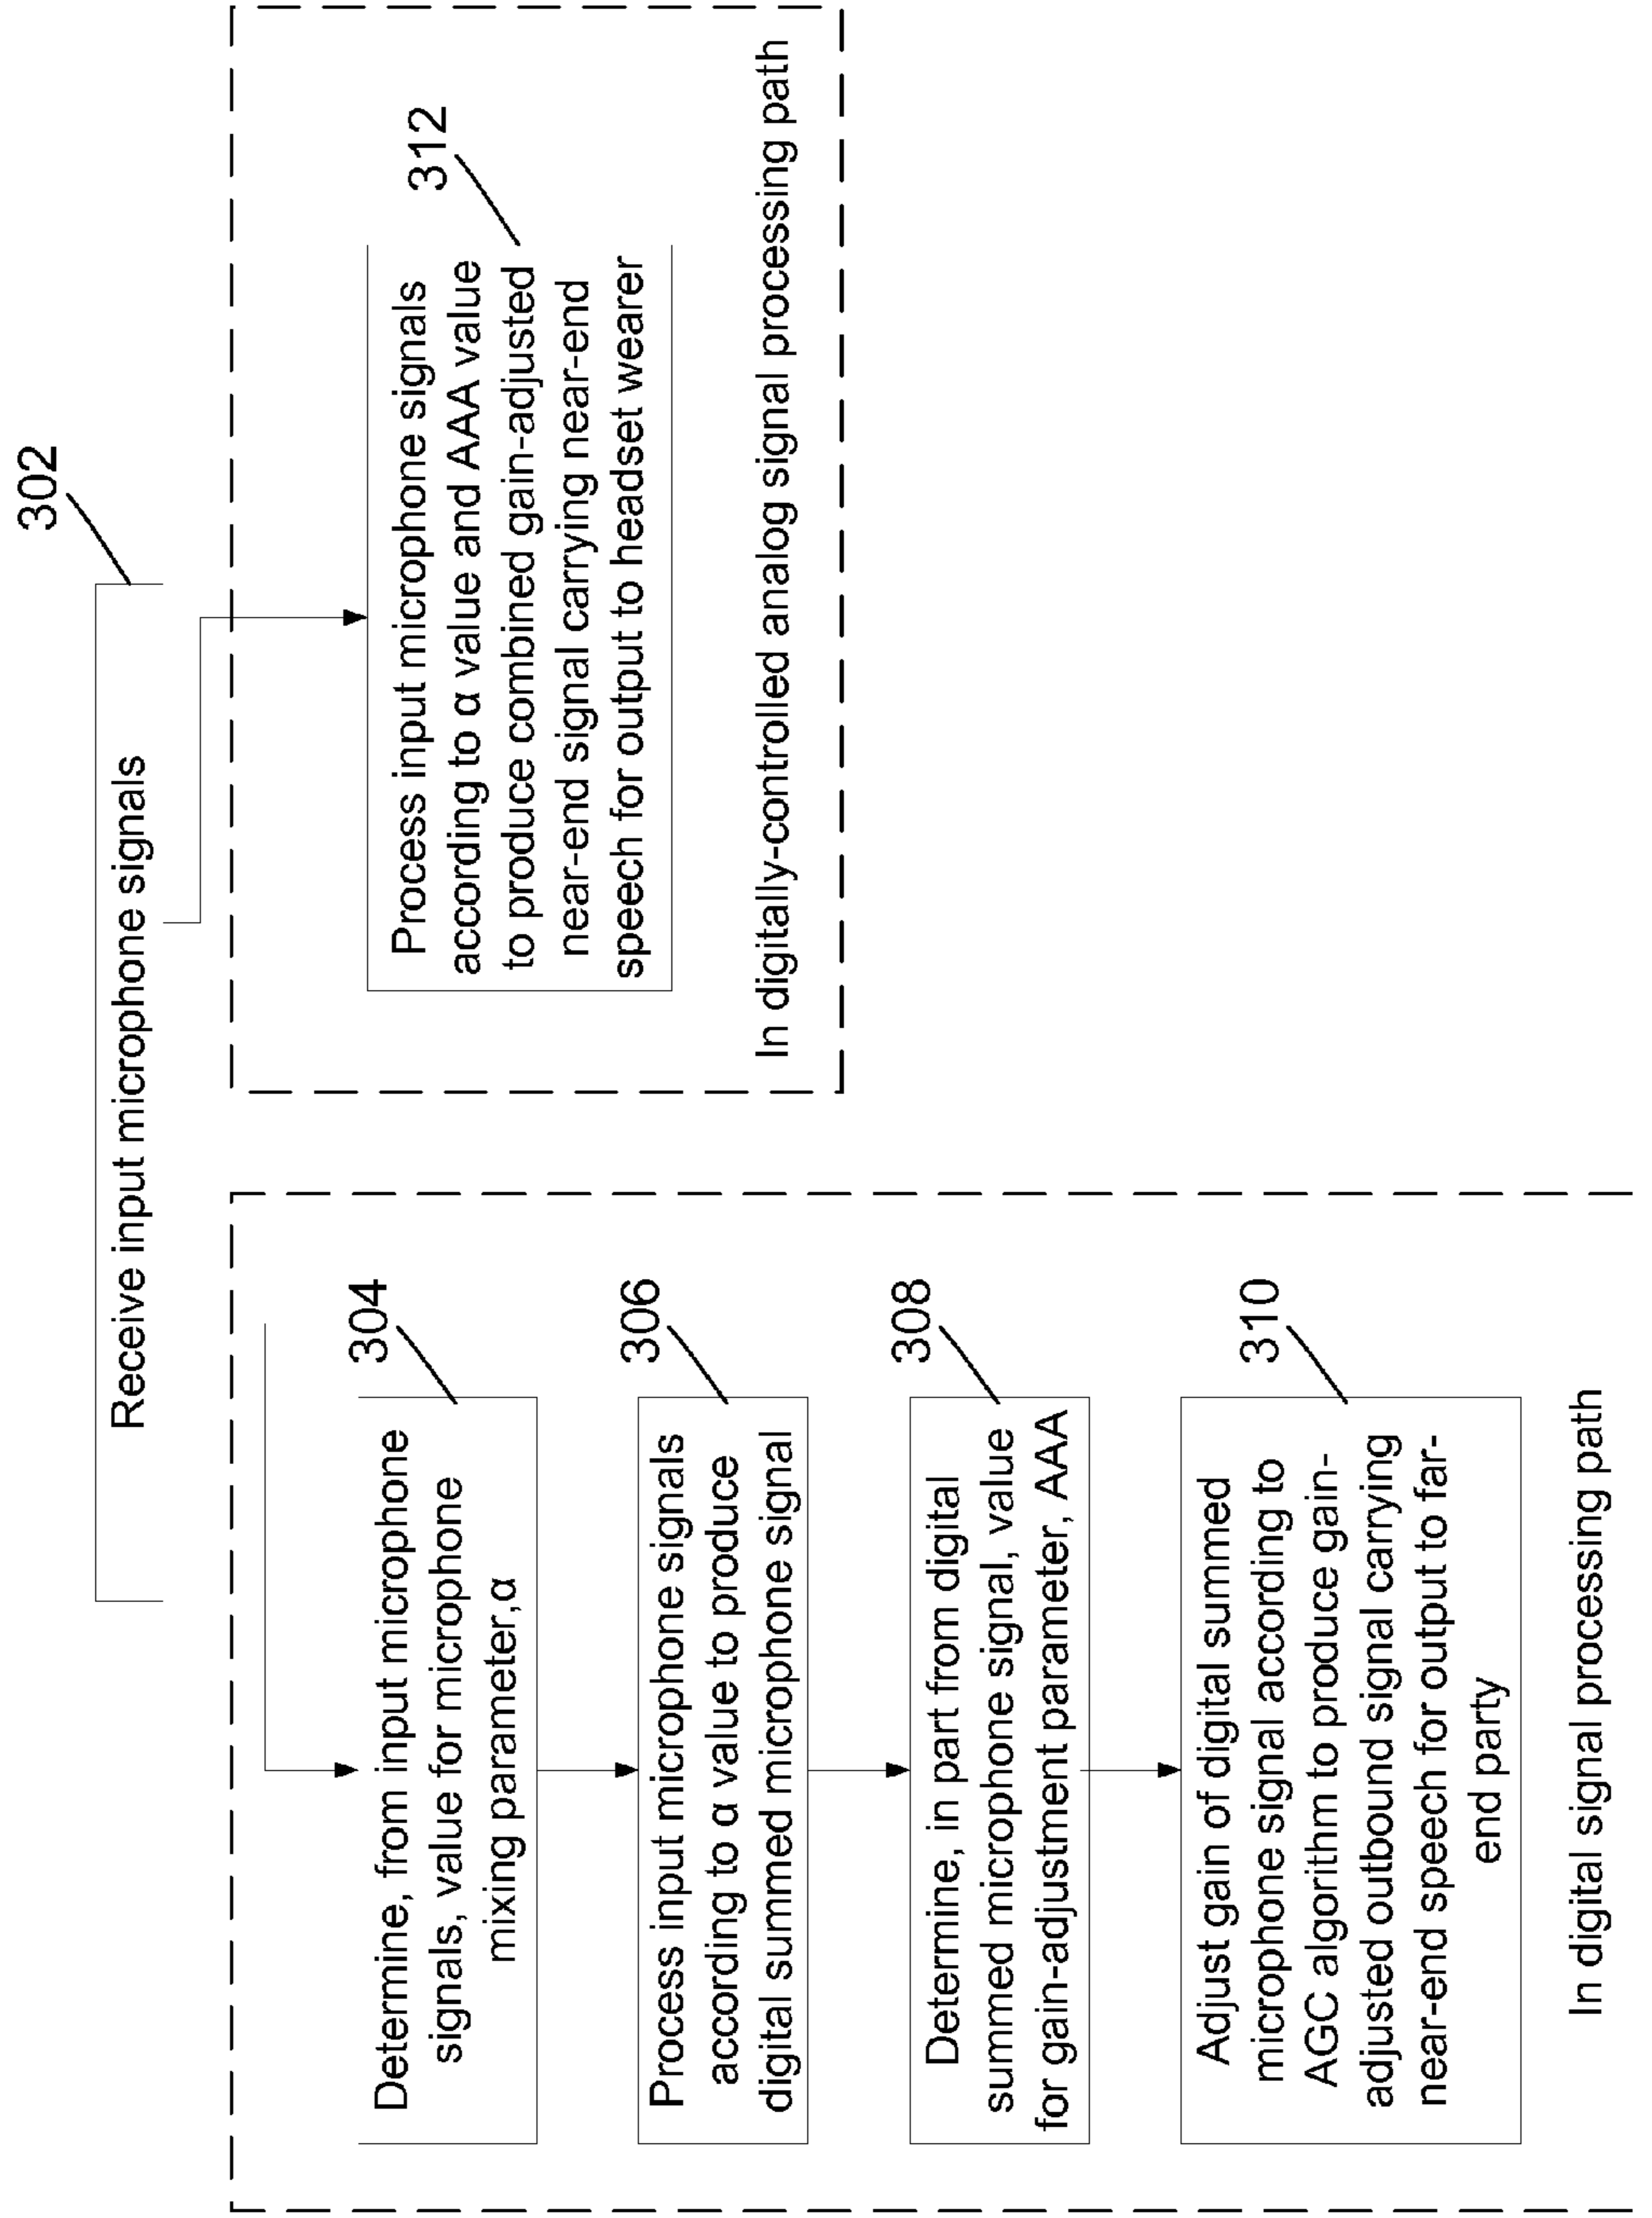 302
Receive input microphone signals
304
Determine, from input microphone
signals, value for microphone
mixing parameter,α
306
Process input microphone signals
according to α value to produce
digital summed microphone signal
308
Determine, in part from digital
summed microphone signal, value
for gain-adjustment parameter, AAA
310
Adjust gain of digital summed
microphone signal according to
AGC algorithm to produce gain-
adjusted outbound signal carrying
near-end speech for output to far-
end party
In digital signal processing path
312
Process input microphone signals
according to α value and AAA value
to produce combined gain-adjusted
near-end signal carrying near-end
speech for output to headset wearer
In digitally-controlled analog signal processing path